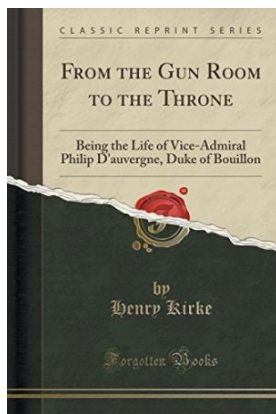 CLASSIC REPRINT SERIES
FROM THE GUN ROOM
TO THE THRONE
Being the Life of Vice-Admiral
Philip D'auvergne, Duke of Bouillon
by
Henry Kirke
Forgotten Books